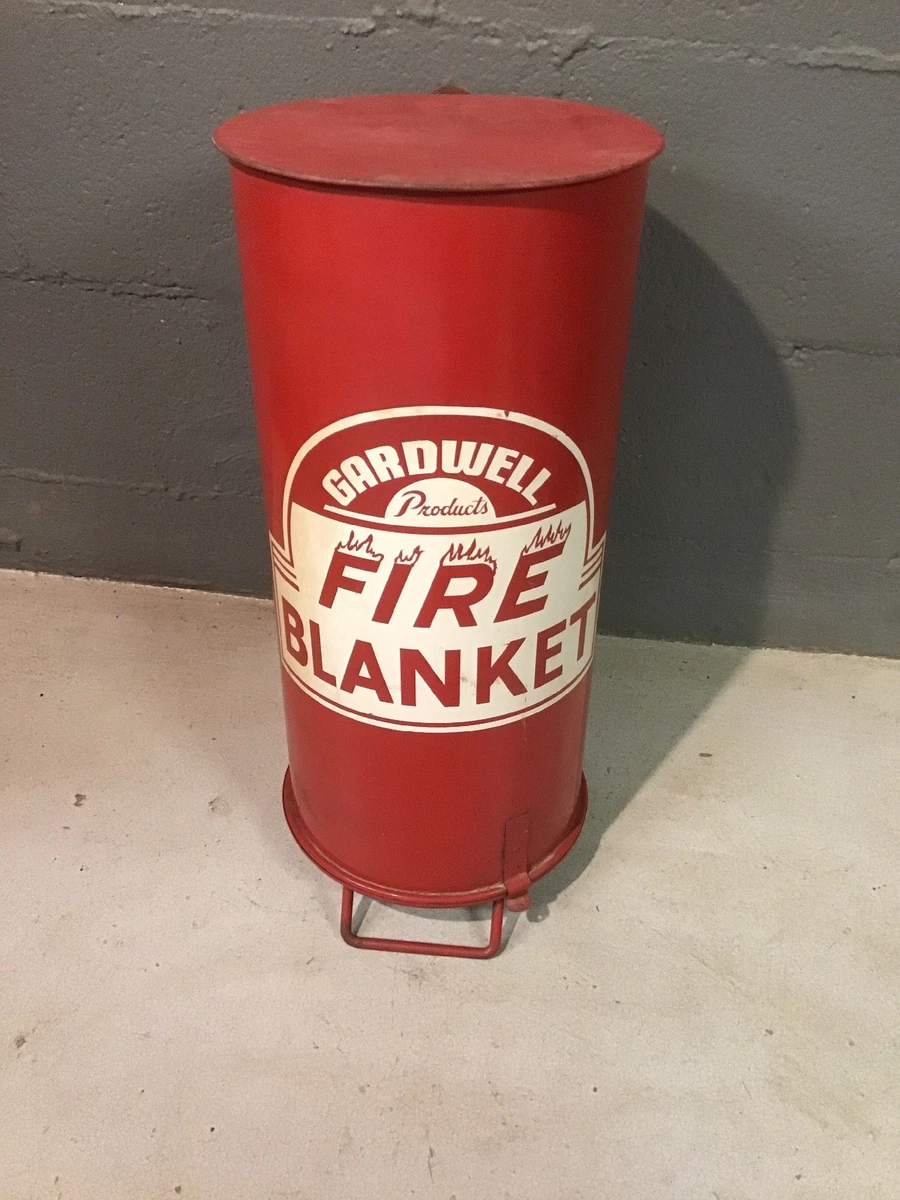 GARDWELL
Products
FIRE
BLANKET